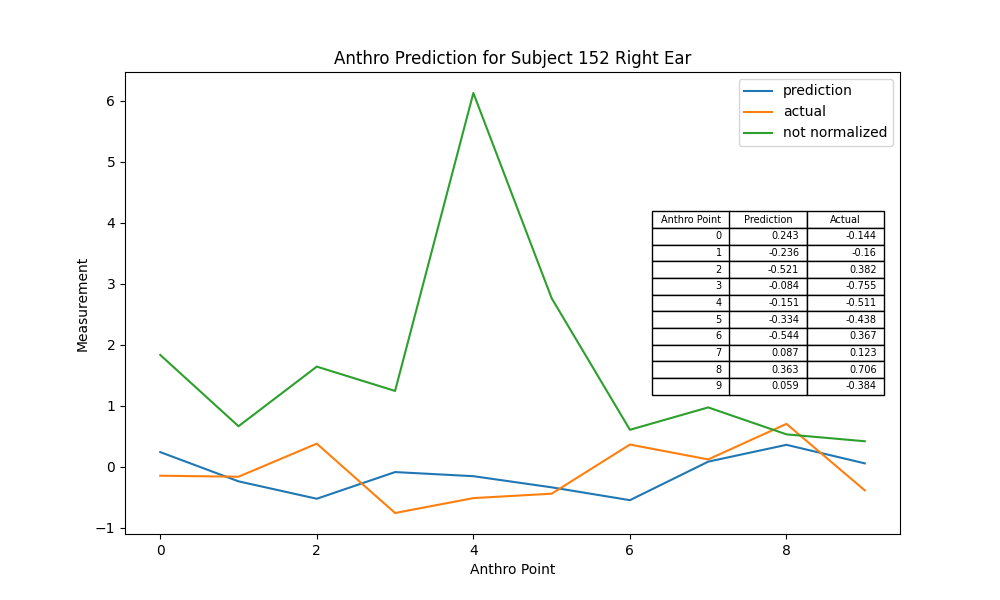 Anthro Prediction for Subject 152 Right Ear
prediction
actual
not normalized
Measurement
6
5
4
3
2
1
0
−1
Anthro Point Prediction Actual
0 0.243 -0.144
1 -0.236 -0.16
2 -0.521 0.382
3 -0.084 -0.755
4 -0.151 -0.511
5 -0.334 -0.438
6 -0.544 0.367
7 0.087 0.123
8 0.363 0.706
9 0.059 -0.384
0 2 4 6 8
Anthro Point